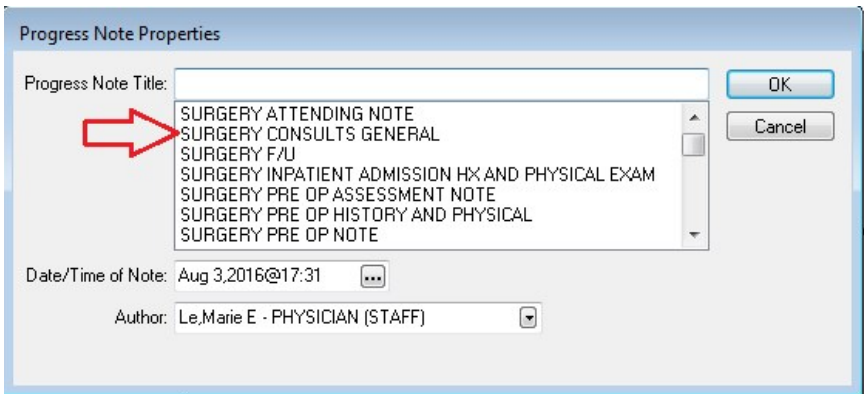 Progress Note Properties
Progress Note Title:
OK
SURGERY ATTENDING NOTE
SURGERY CONSULTS GENERAL
Cancel
SURGERY F/U
SURGERY INPATIENT ADMISSION HX AND PHYSICAL EXAM
SURGERY PRE OP ASSESSMENT NOTE
SURGERY PRE OP HISTORY AND PHYSICAL
SURGERY PRE OP NOTE
Date/Time of Note: Aug 3,2016@17:31 ...
Author: Le,Marie E - PHYSICIAN (STAFF)